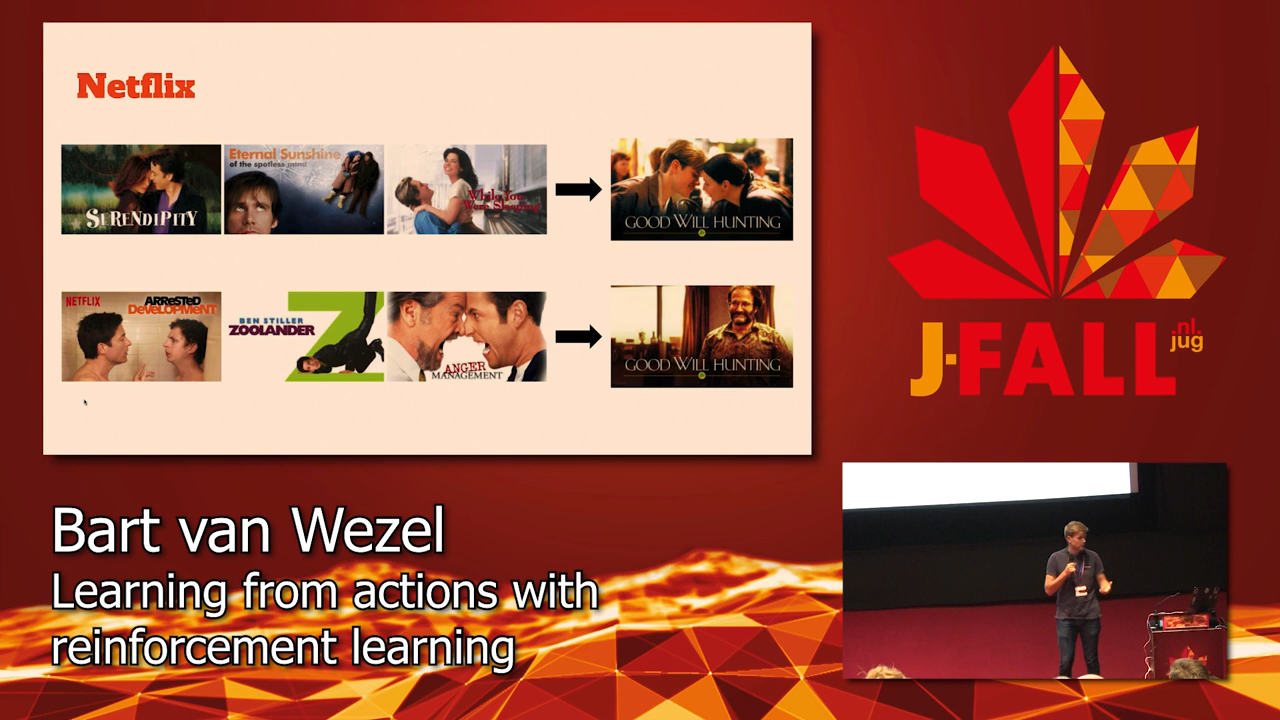 Netflix
SERENDIPITY
Eternal Sunshine
of the spotless mind
While You
Were Sleeping
GOOD WILL HUNTING
NETFLIX
ARReSTeD
DeVeLOPMeNT
BEN STILLER
ZOOLANDER
ANGER
MANAGEMENT
GOOD WILL HUNTING
J-FALL
.nl
jug
Bart van Wezel
Learning from actions with
reinforcement learning